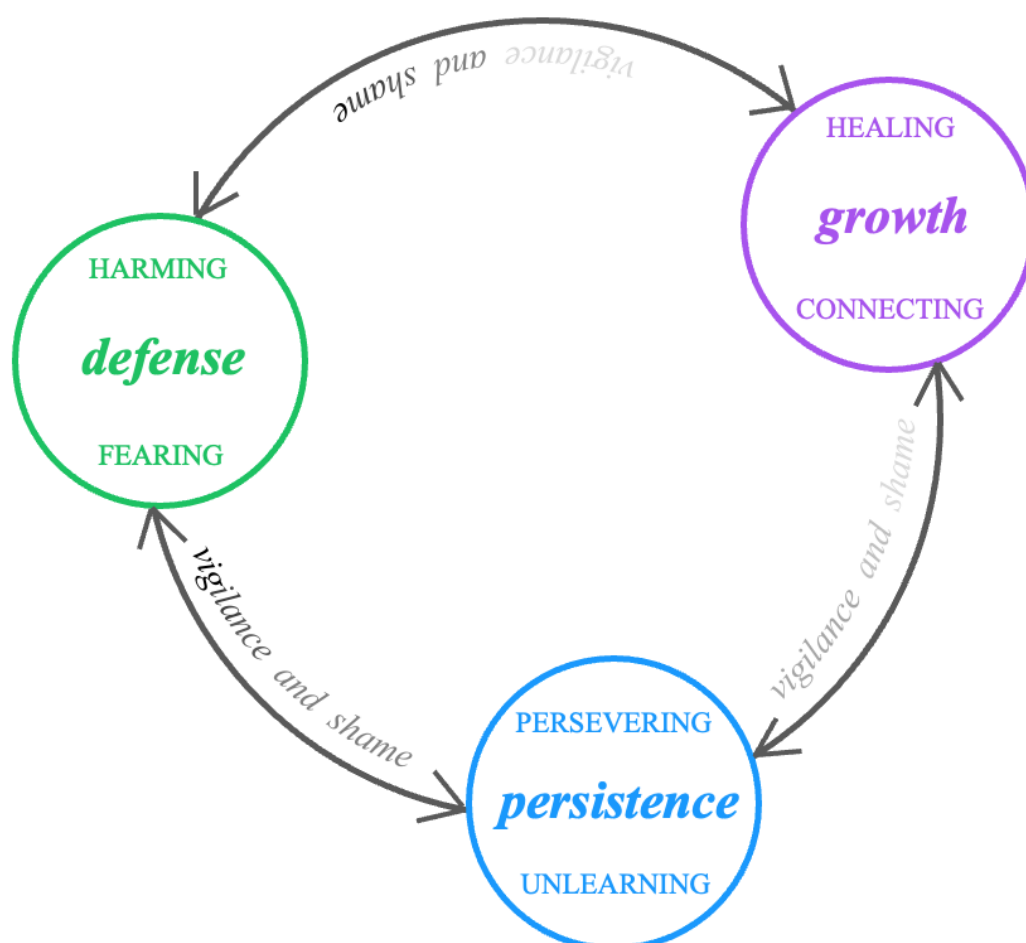 vigilance and shame
HEALING
growth
CONNECTING
HARMING
defense
FEARING
vigilance and shame
vigilance and shame
PERSEVERING
persistence
UNLEARNING